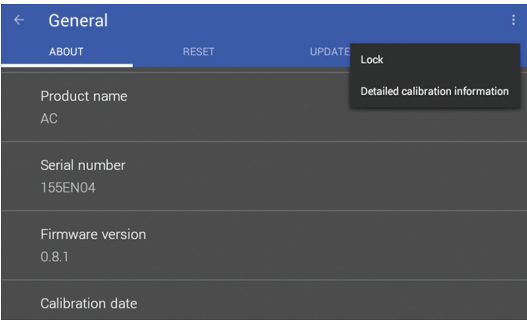 General
ABOUT
RESET
UPDATE
Lock
Detailed calibration information
Product name
AC
Serial number
155EN04
Firmware version
0.8.1
Calibration date